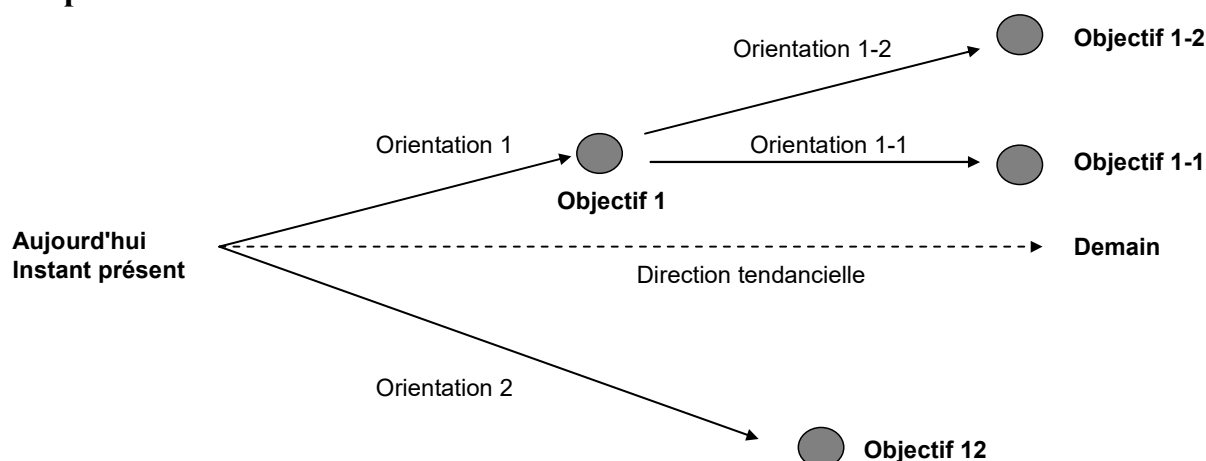 Orientation 1-2
Objectif 1-2
Orientation 1
Orientation 1-1
Objectif 1-1
Objectif 1
Aujourd'hui
Instant présent
Demain
Direction tendancielle
Orientation 2
Objectif 12